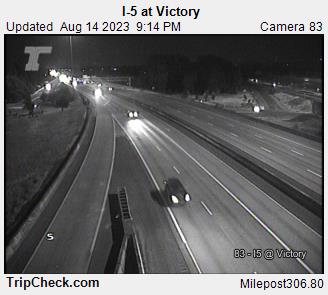 I-5 at Victory
Updated Aug 14 2023 9:14 PM Camera 83
T
S
83 - I5 @ Victory
TripCheck.com Milepost306.80